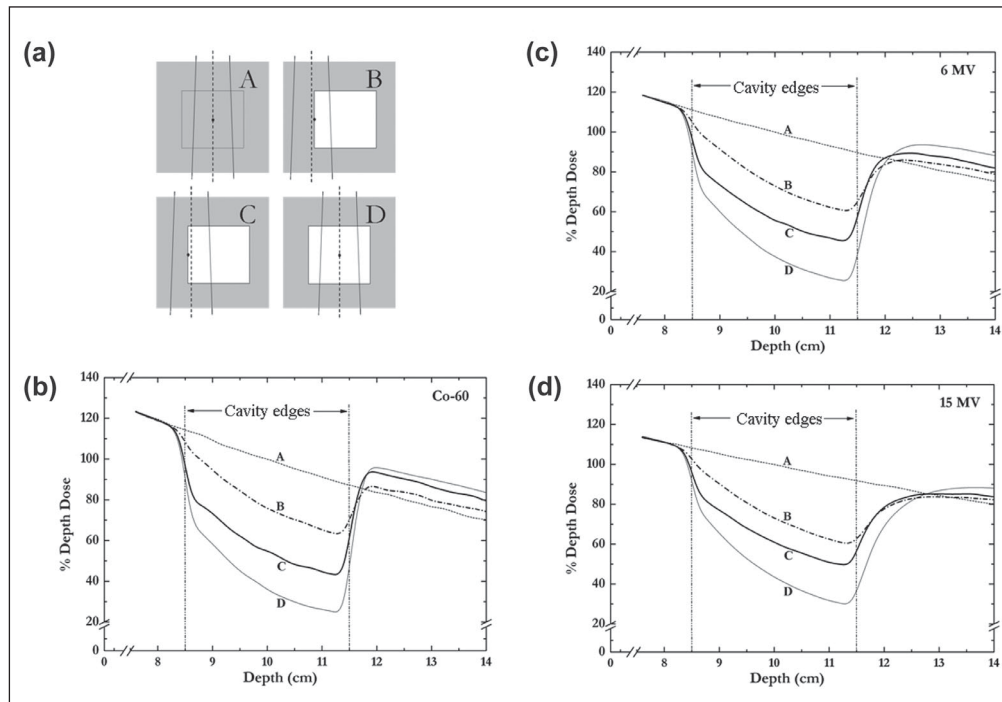 (a)
A
B
C
D
(b)
Co-60
Cavity edges
A
B
C
D
% Depth Dose
140
120
100
80
60
40
20
0
0 8 9 10 11 12 13 14
Depth (cm)
(c)
6 MV
Cavity edges
A
B
C
D
% Depth Dose
140
120
100
80
60
40
20
0
0 8 9 10 11 12 13 14
Depth (cm)
(d)
15 MV
Cavity edges
A
B
C
D
% Depth Dose
140
120
100
80
60
40
20
0
0 8 9 10 11 12 13 14
Depth (cm)